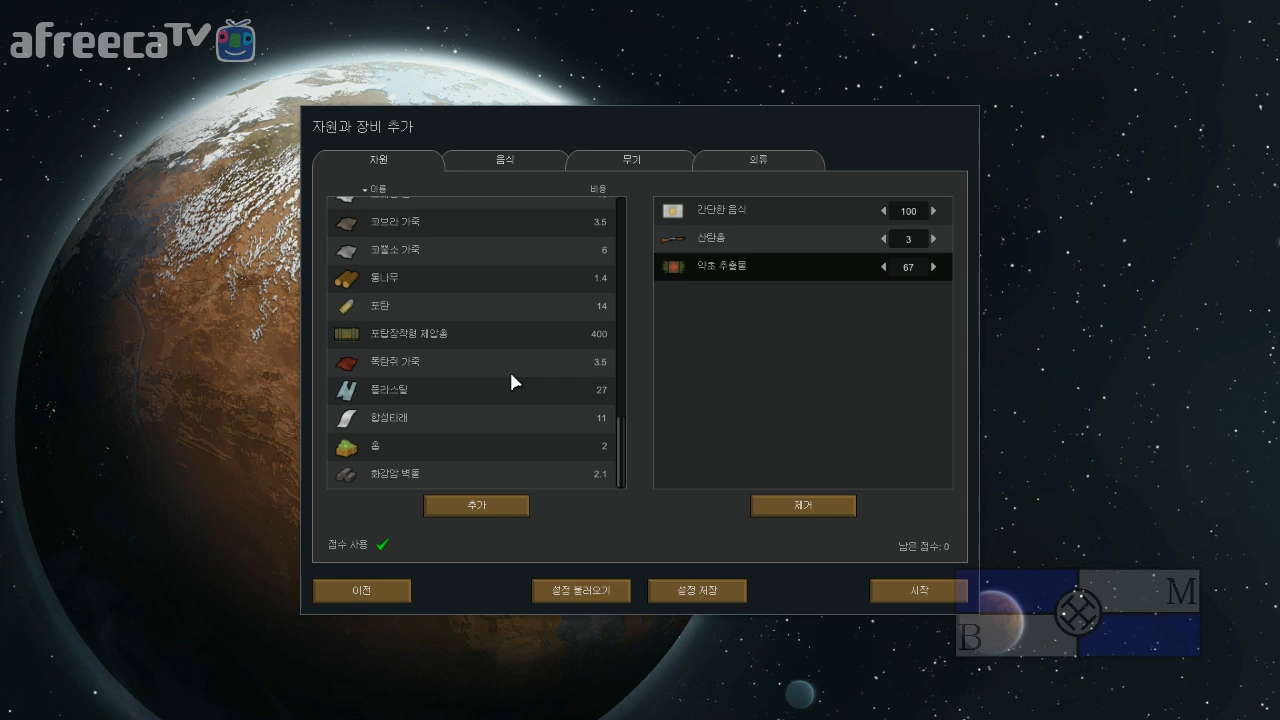 afreecaTV
자원과 장비 추가
자원 음식 무기 의류
이름 비용
코브라 가죽 3.5
코뿔소 가죽 6
통나무 1.4
포탄 14
포탑장착형 제압총 400
폭탄쥐 가죽 3.5
플라스틸 27
합성타래 11
홉 2
화강암 벽돌 2.1
간단한 음식 100
산탄총 3
약초 추출물 67
추가 제거
점수 사용 남은 점수: 0
이전 설정 불러오기 설정 저장 시작
M
B